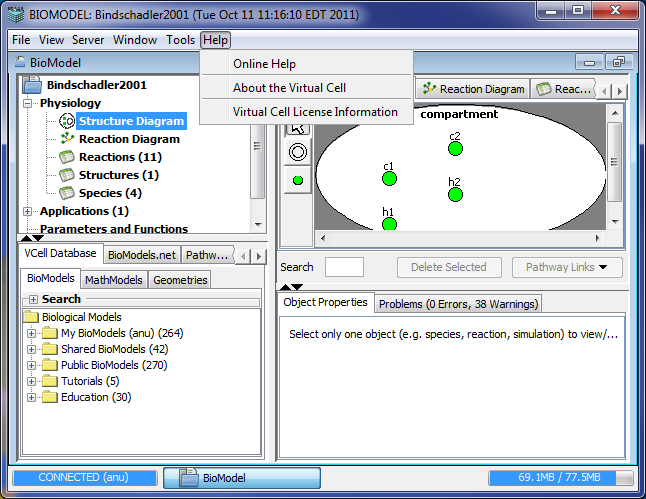 BIOMODEL: Bindschadler2001 (Tue Oct 11 11:16:10 EDT 2011)
File View Server Window Tools Help
BioModel
Online Help
About the Virtual Cell
Virtual Cell License Information
Bindschadler2001
Physiology
Structure Diagram
Reaction Diagram
Reactions (11)
Structures (1)
Species (4)
Applications (1)
Parameters and Functions
Reaction Diagram Reac...
compartment
c2
c1
h2
h1
VCell Database BioModels.net Pathw...
BioModels MathModels Geometries
Search
Biological Models
My BioModels (anu) (264)
Shared BioModels (42)
Public BioModels (270)
Tutorials (5)
Education (30)
Search Delete Selected Pathway Links
Object Properties Problems (0 Errors, 38 Warnings)
Select only one object (e.g. species, reaction, simulation) to view/...
CONNECTED (anu) BioModel 69.1MB / 77.5MB